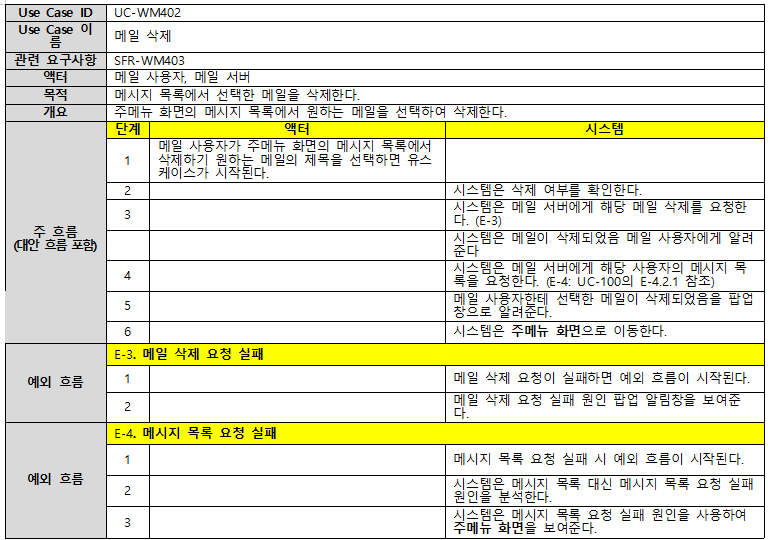 Use Case ID UC-WM402
Use Case 이
름 메일 삭제
관련 요구사항 SFR-WM403
액터 메일 사용자, 메일 서버
목적 메시지 목록에서 선택한 메일을 삭제한다.
개요 주메뉴 화면의 메시지 목록에서 원하는 메일을 선택하여 삭제한다.
주 흐름
(대안 흐름 포함)
단계 액터 시스템
1 메일 사용자가 주메뉴 화면의 메시지 목록에서
삭제하기 원하는 메일의 제목을 선택하면 유스
케이스가 시작된다.
2 시스템은 삭제 여부를 확인한다.
3 시스템은 메일 서버에게 해당 메일 삭제를 요청한
다. (E-3)
시스템은 메일이 삭제되었음 메일 사용자에게 알려
준다
4 시스템은 메일 서버에게 해당 사용자의 메시지 목
록을 요청한다. (E-4: UC-100의 E-4.2.1 참조)
5 메일 사용자한테 선택한 메일이 삭제되었음을 팝업
창으로 알려준다.
6 시스템은 주메뉴 화면으로 이동한다.
예외 흐름
E-3. 메일 삭제 요청 실패
1 메일 삭제 요청이 실패하면 예외 흐름이 시작된다.
2 메일 삭제 요청 실패 원인 팝업 알림창을 보여준
다.
예외 흐름
E-4. 메시지 목록 요청 실패
1 메시지 목록 요청 실패 시 예외 흐름이 시작된다.
2 시스템은 메시지 목록 대신 메시지 목록 요청 실패
원인을 분석한다.
3 시스템은 메시지 목록 요청 실패 원인을 사용하여
주메뉴 화면을 보여준다.